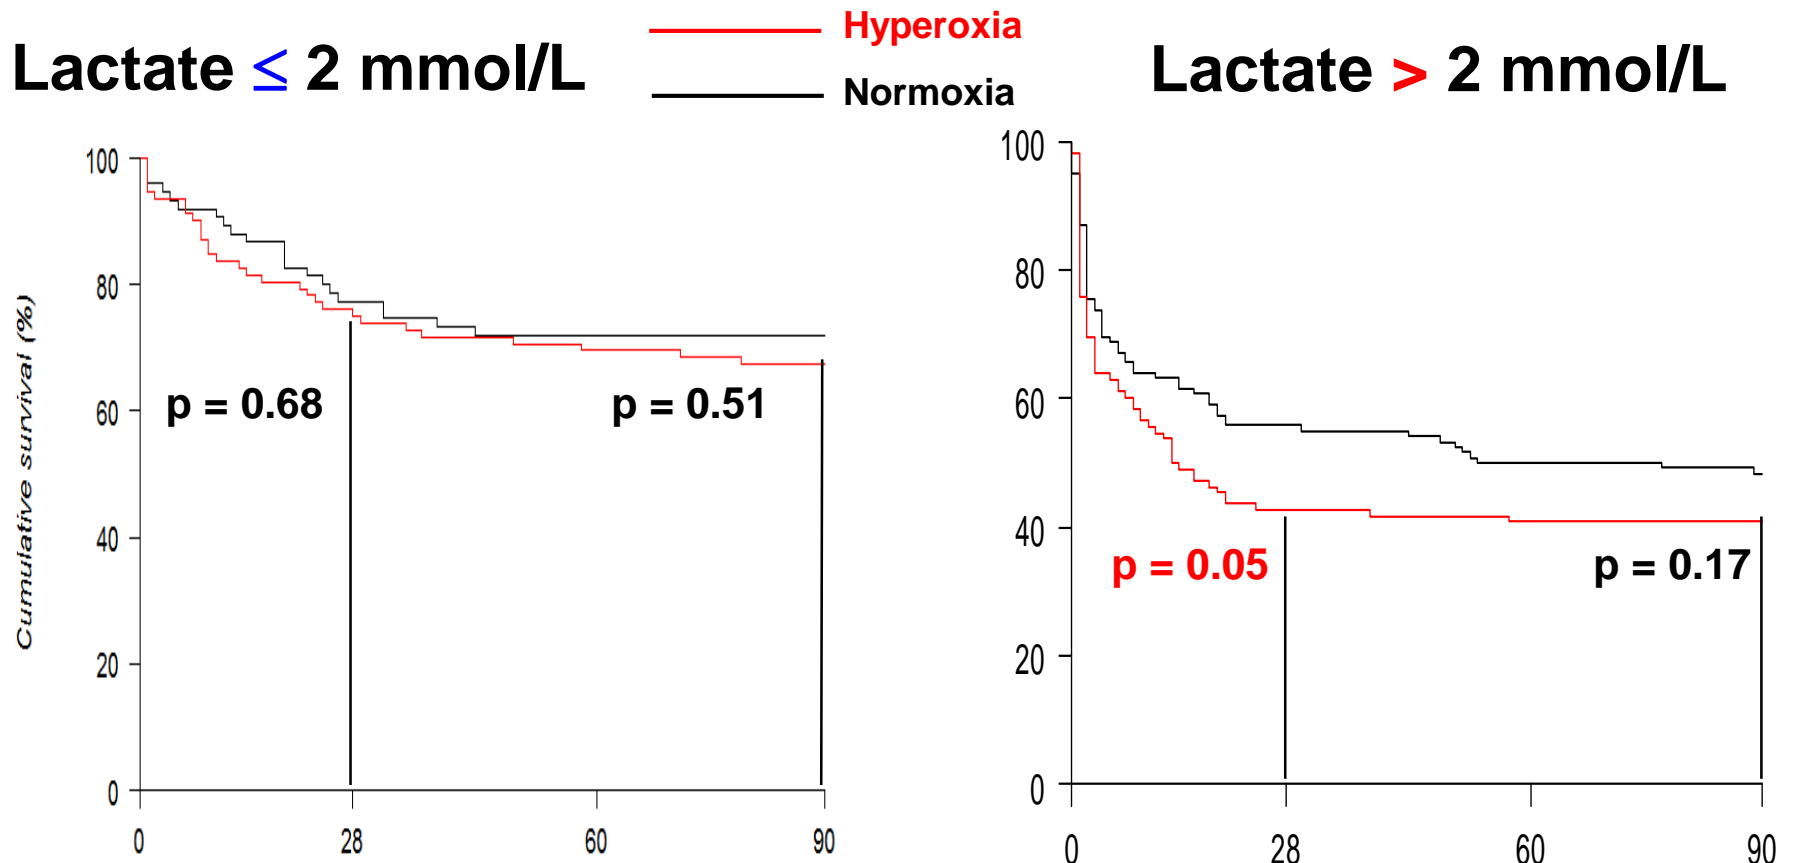 Hyperoxia
Normoxia
Lactate ≤ 2 mmol/L
Lactate > 2 mmol/L
Cumulative survival (%)
100
80
60
40
20
0
p = 0.68
p = 0.51
0 28 60 90
100
80
60
40
20
0
p = 0.05
p = 0.17
0 28 60 90